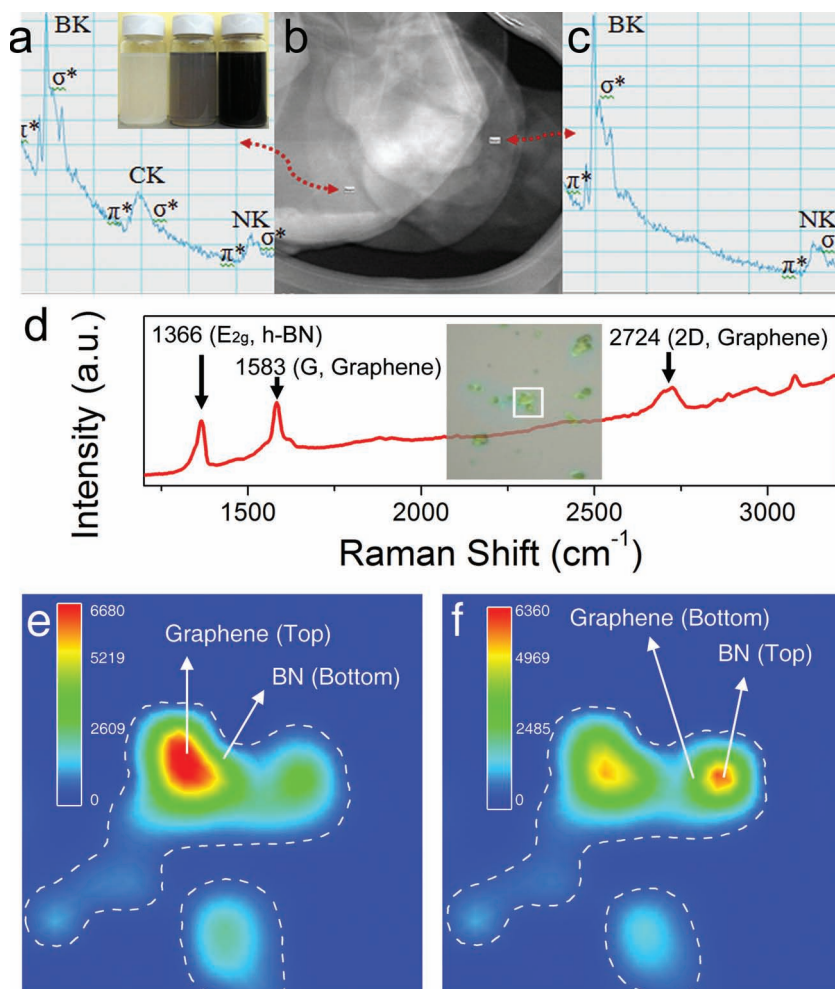 a
BK
σ*
π*
CK
π*
σ*
NK
π*
σ*
b
c
BK
σ*
π*
NK
π*
σ
d
1366 (E2g, h-BN)
1583 (G, Graphene)
2724 (2D, Graphene)
Intensity (a.u.)
1500
2000
2500
3000
Raman Shift (cm-1)
e
6680
5219
2609
0
Graphene (Top)
BN (Bottom)
f
6360
4969
2485
0
Graphene (Bottom)
BN (Top)